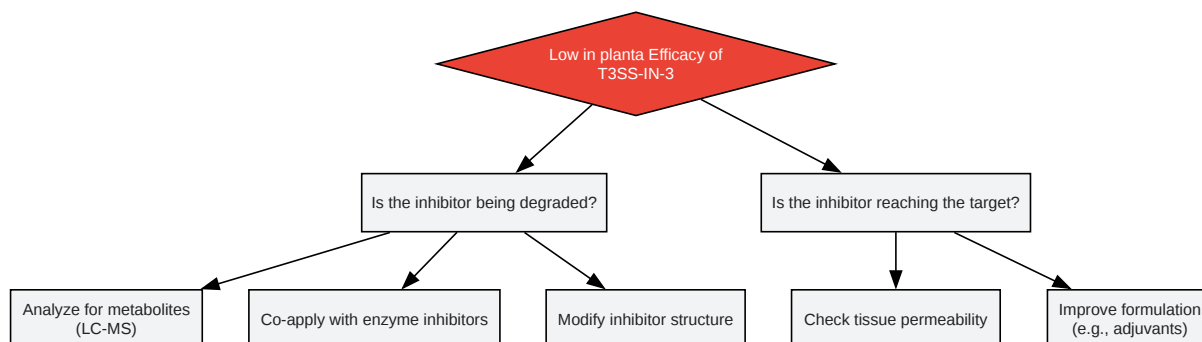 Low in planta Efficacy of
T3SS-IN-3
Is the inhibitor being degraded?
Is the inhibitor reaching the target?
Analyze for metabolites
(LC-MS)
Co-apply with enzyme inhibitors
Modify inhibitor structure
Check tissue permeability
Improve formulation
(e.g., adjuvants)